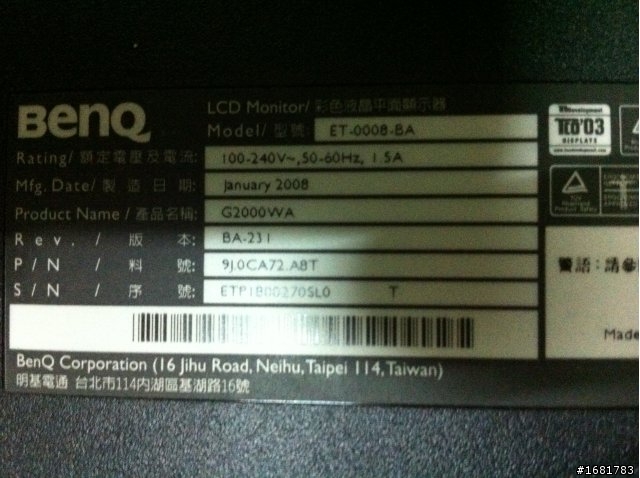 BenQ
LCD Monitor/ 彩色液晶平面顯示器
Model/ 型號: ET-0008-BA
Rating/ 額定電壓及電流: 100-240V~,50-60Hz, 1.5A
Mfg. Date/ 製造日期: January 2008
Product Name / 產品名稱: G2000WA
Rev. / 版本: BA-231
P/N / 料號: 9J.0CA72.A8T
S/N / 序號: ETP1B00270SL0 T
BenQ Corporation (16 Jihu Road, Neihu, Taipei 114, Taiwan)
明基電通 台北市114內湖區基湖路16號
TCO'03
DISPLAYS
警語：請參
Made
#1681783